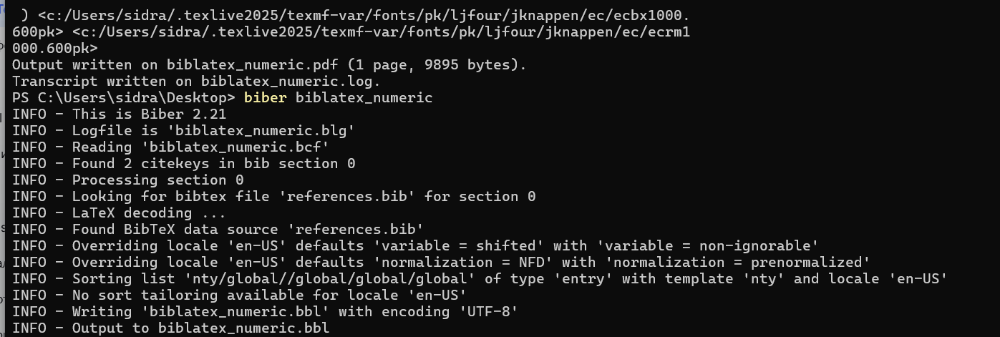 ) <c:/Users/sidra/.texlive2025/texmf-var/fonts/pk/ljfour/jknappen/ec/ecbx1000.
600pk> <c:/Users/sidra/.texlive2025/texmf-var/fonts/pk/ljfour/jknappen/ec/ecrm1
000.600pk>
Output written on biblatex_numeric.pdf (1 page, 9895 bytes).
Transcript written on biblatex_numeric.log.
PS C:\Users\sidra\Desktop> biber biblatex_numeric
INFO - This is Biber 2.21
INFO - Logfile is 'biblatex_numeric.blg'
INFO - Reading 'biblatex_numeric.bcf'
INFO - Found 2 citekeys in bib section 0
INFO - Processing section 0
INFO - Looking for bibtex file 'references.bib' for section 0
INFO - LaTeX decoding ...
INFO - Found BibTeX data source 'references.bib'
INFO - Overriding locale 'en-US' defaults 'variable = shifted' with 'variable = non-ignorable'
INFO - Overriding locale 'en-US' defaults 'normalization = NFD' with 'normalization = prenormalized'
INFO - Sorting list 'nty/global//global/global/global' of type 'entry' with template 'nty' and locale 'en-US'
INFO - No sort tailoring available for locale 'en-US'
INFO - Writing 'biblatex_numeric.bbl' with encoding 'UTF-8'
INFO - Output to biblatex_numeric.bbl